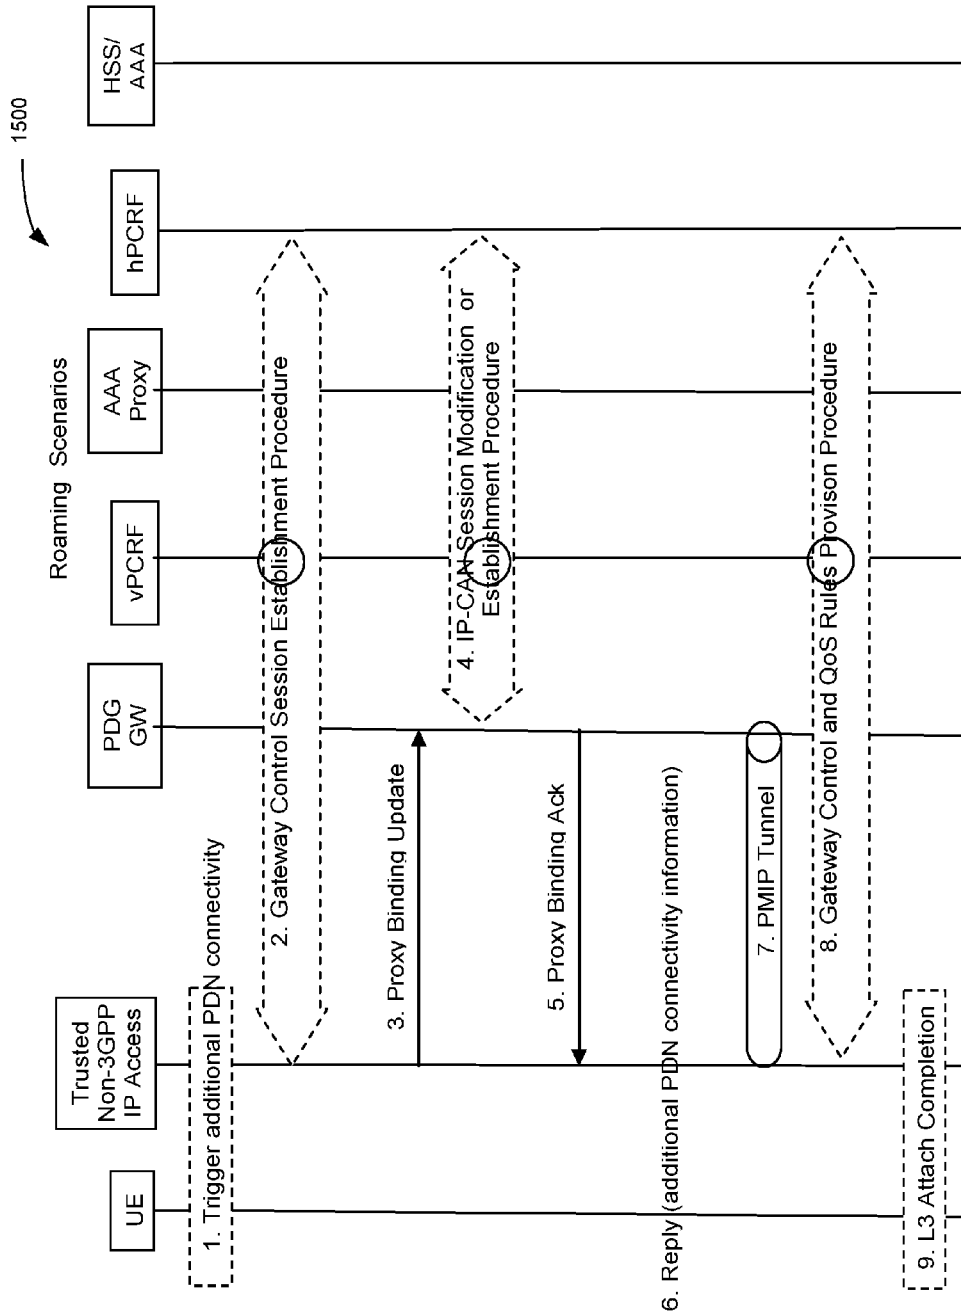 1500
Roaming Scenarios
UE
Trusted
Non-3GPP
IP Access
PDG
GW
vPCRF
AAA
Proxy
hPCRF
HSS/
AAA
1. Trigger additional PDN connectivity
2. Gateway Control Session Establishment Procedure
3. Proxy Binding Update
4. IP-CAN Session Modification or
Establishment Procedure
5. Proxy Binding Ack
6. Reply (additional PDN connectivity information)
7. PMIP Tunnel
8. Gateway Control and QoS Rules Provison Procedure
9. L3 Attach Completion